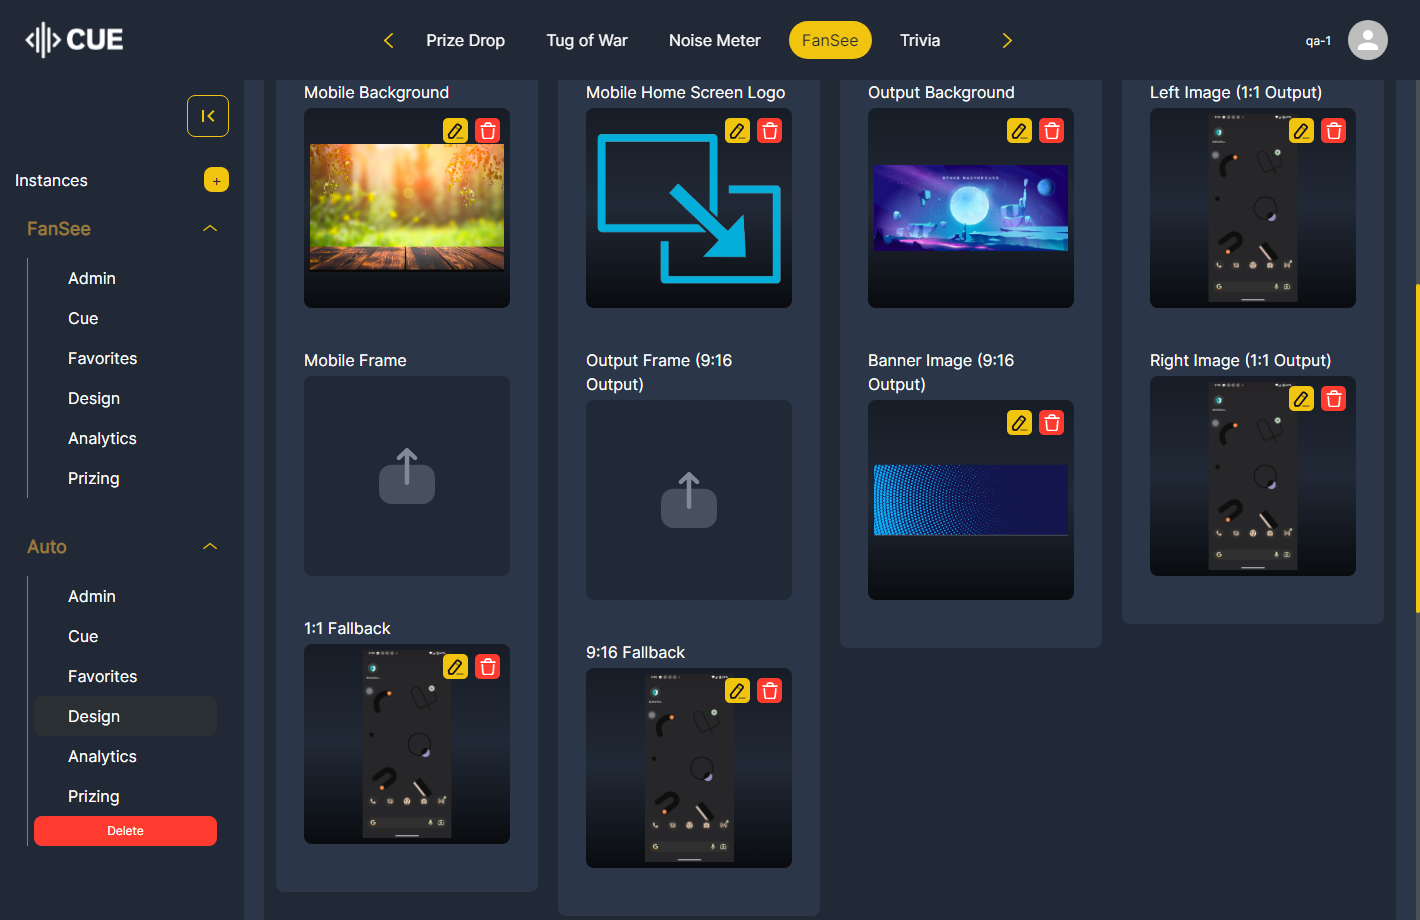 CUE
Prize Drop
Tug of War
Noise Meter
FanSee
Trivia
qa-1
Instances
+
FanSee
Admin
Cue
Favorites
Design
Analytics
Prizing
Auto
Admin
Cue
Favorites
Design
Analytics
Prizing
Delete
Mobile Background
Mobile Frame
1:1 Fallback
Mobile Home Screen Logo
Output Frame (9:16
Output)
9:16 Fallback
Output Background
SPACE BACKGROUND
Banner Image (9:16
Output)
Left Image (1:1 Output)
Right Image (1:1 Output)